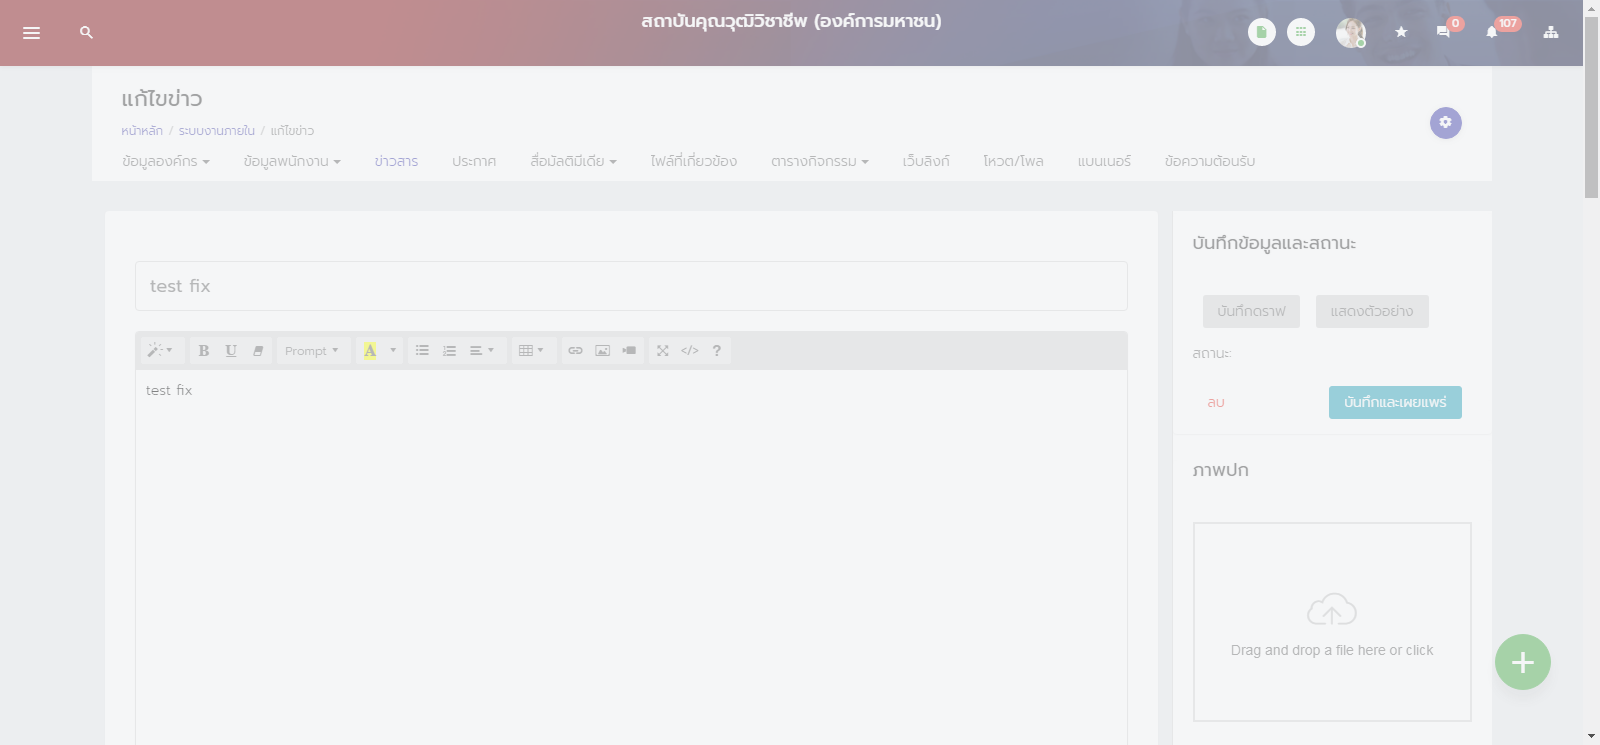 สถาบันคุณวุฒิวิชาชีพ (องค์การมหาชน)
0
107
แก้ไขข่าว
หน้าหลัก / ระบบงานภายใน / แก้ไขข่าว
ข้อมูลองค์กร ข้อมูลพนักงาน ข่าวสาร ประกาศ สื่อมัลติมีเดีย ไฟล์ที่เกี่ยวข้อง ตารางกิจกรรม เว็บลิงก์ โหวต/โพล แบนเนอร์ ข้อความต้อนรับ
test fix
B U Prompt A </> ?
test fix
บันทึกข้อมูลและสถานะ
บันทึกดราฟ แสดงตัวอย่าง
สถานะ:
ลบ บันทึกและเผยแพร่
ภาพปก
Drag and drop a file here or click